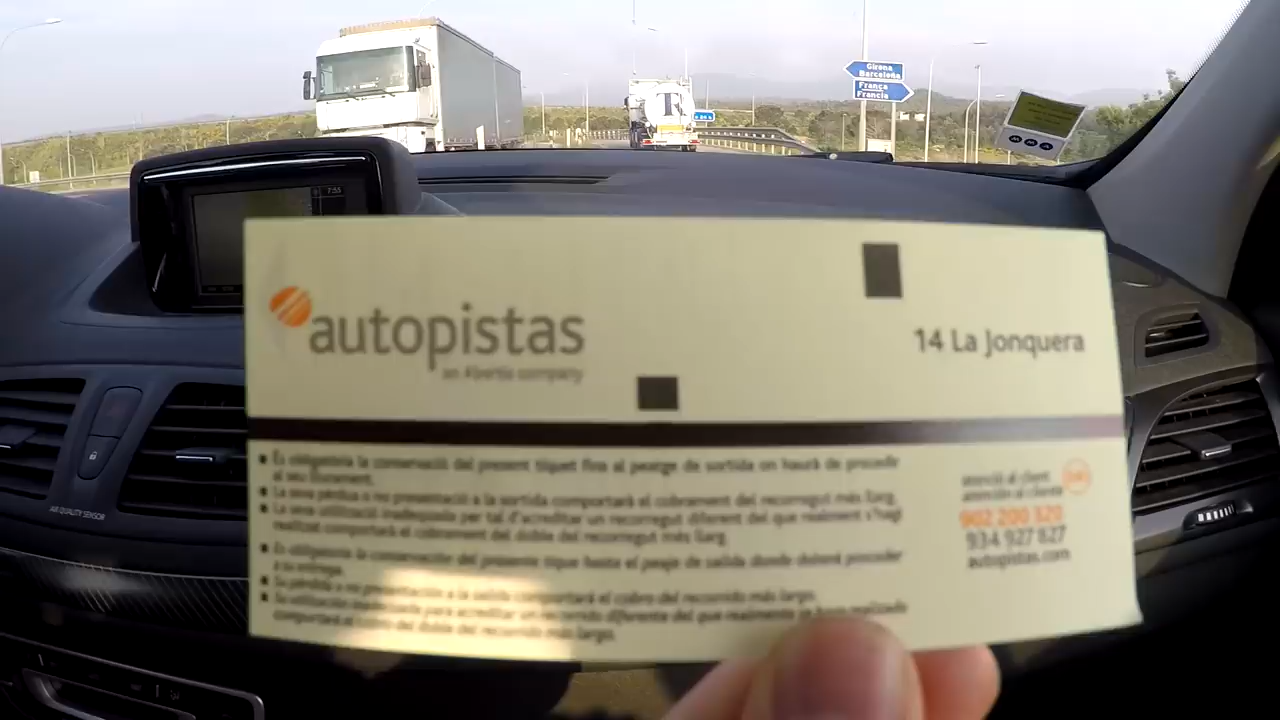 Girona
Barcelona
França
Francia
7:55
autopistas
an Abertis company
14 La Jonquera
És obligatòria la conservació del present tiquet fins al peatge de sortida on haurà de procedir
al seu lliurament.
La seva pèrdua o no presentació a la sortida comportarà el cobrament del recorregut més llarg.
La seva utilització inadequada per tal d'acreditar un recorregut diferent del que realment s'hagi
realitzat comportarà el cobrament del doble del recorregut més llarg.
Es obligatoria la conservación del presente tique hasta el peaje de salida donde deberá proceder
a su entrega.
Su pérdida o no presentación a la salida comportará el cobro del recorrido más largo.
Su utilización inadecuada para acreditar un recorrido diferente del que realmente se haya realizado
comportará el cobro del doble del recorrido más largo.
atenció al client
atención al cliente
902 200 320
934 927 827
autopistas.com
AIR QUALITY SENSOR